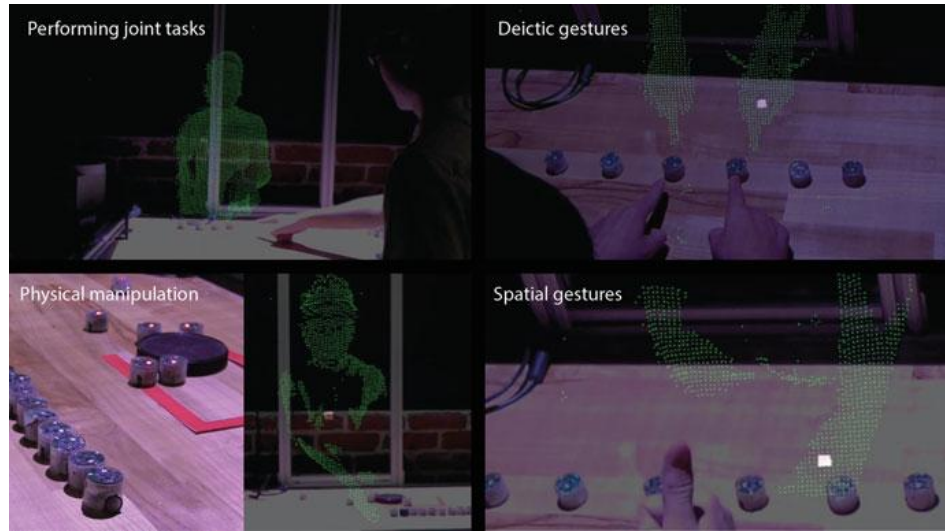 Performing joint tasks
Deictic gestures
Physical manipulation
Spatial gestures